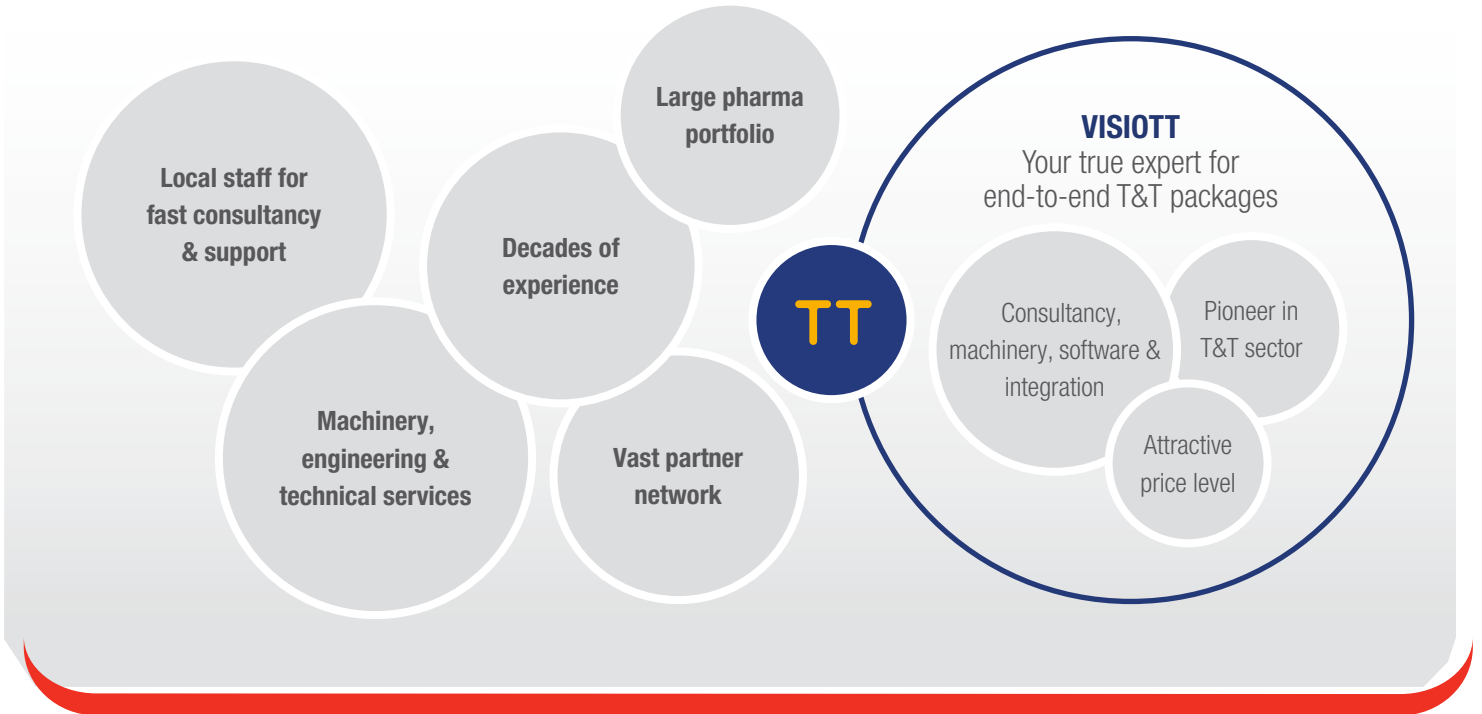 Large pharma
portfolio
Local staff for
fast consultancy
& support
Decades of
experience
Machinery,
engineering &
technical services
Vast partner
network
TT
VISIOTT
Your true expert for
end-to-end T&T packages
Consultancy,
machinery, software &
integration
Pioneer in
T&T sector
Attractive
price level